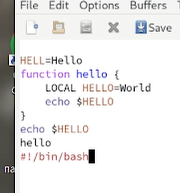 File Edit Options Buffers T
Save
HELL=Hello
function hello {
LOCAL HELLO=World
echo $HELLO
}
echo $HELLO
hello
#!/bin/bash
па